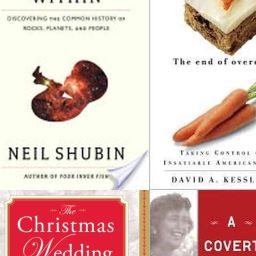 WITHIN
DISCOVERING THE COMMON HISTORY OF
ROCKS, PLANETS, AND PEOPLE
NEIL SHUBIN
AUTHOR OF YOUR INNER FISH
The end of overe
TAKING CONTROL
INSATIABLE AMERICAN
DAVID A. KESSL
The
Christmas
Wedding
A
COVERT